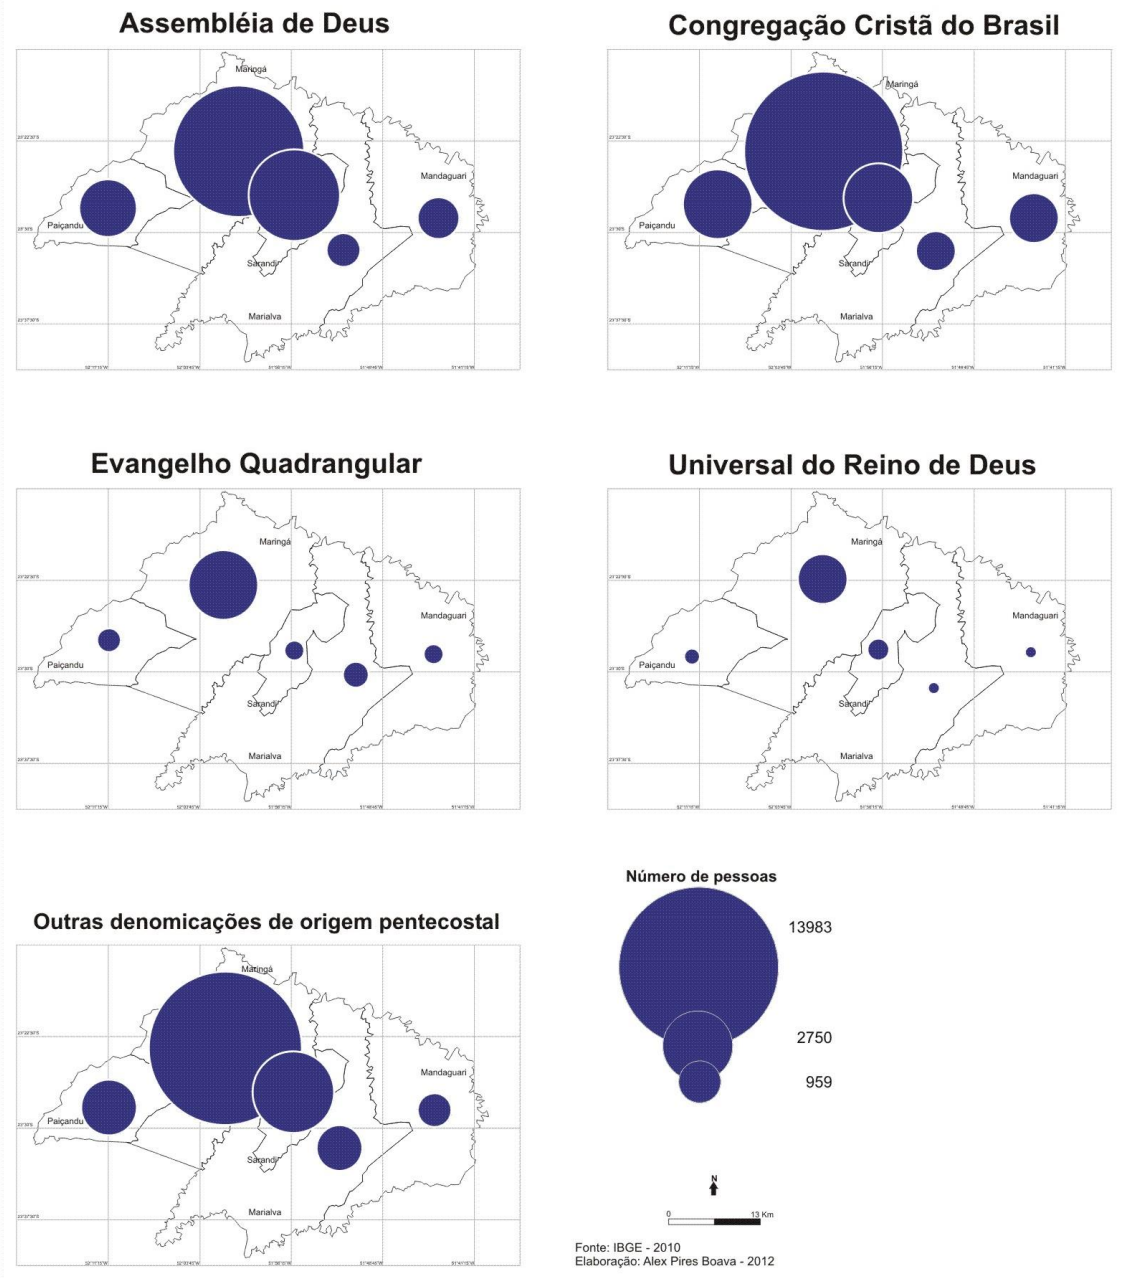 Assembléia de Deus
Maringá
Mandaguari
Paiçandu
Sarandi
Marialva
Congregação Cristã do Brasil
Maringá
Mandaguari
Paiçandu
Sarandi
Marialva
Evangelho Quadrangular
Maringá
Mandaguari
Paiçandu
Sarandi
Marialva
Universal do Reino de Deus
Maringá
Mandaguari
Paiçandu
Sarandi
Marialva
Outras denomicações de origem pentecostal
Maringá
Mandaguari
Paiçandu
Sarandi
Marialva
Número de pessoas
13983
2750
959
N
0 13 Km
Fonte: IBGE - 2010
Elaboração: Alex Pires Boava - 2012